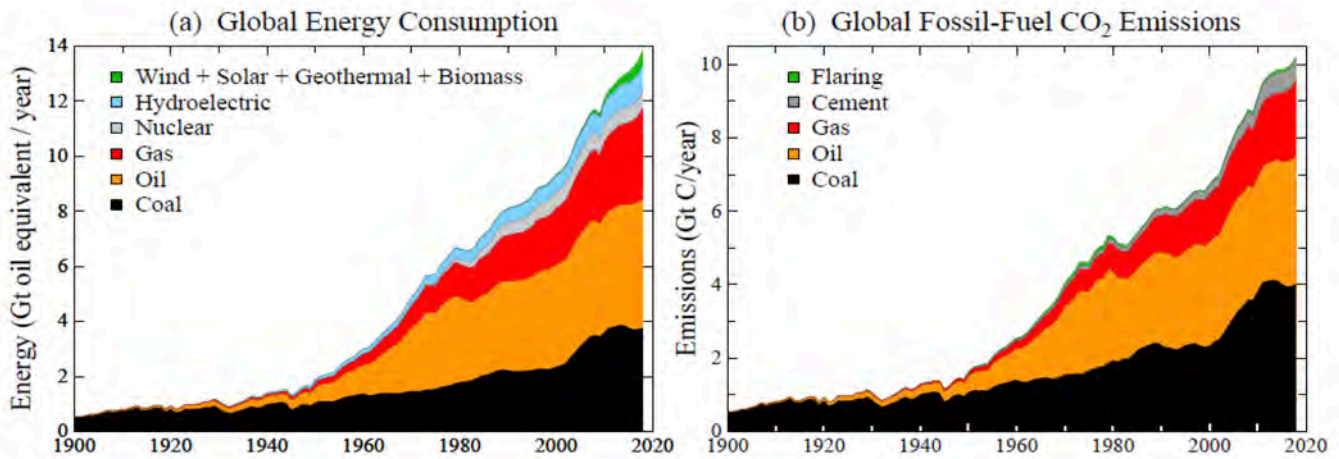 (a) Global Energy Consumption
Energy (Gt oil equivalent / year)
14
12
10
8
6
4
2
0
Wind + Solar + Geothermal + Biomass
Hydroelectric
Nuclear
Gas
Oil
Coal
1900 1920 1940 1960 1980 2000 2020
(b) Global Fossil-Fuel CO₂ Emissions
Emissions (Gt C/year)
10
8
6
4
2
0
Flaring
Cement
Gas
Oil
Coal
1900 1920 1940 1960 1980 2000 2020